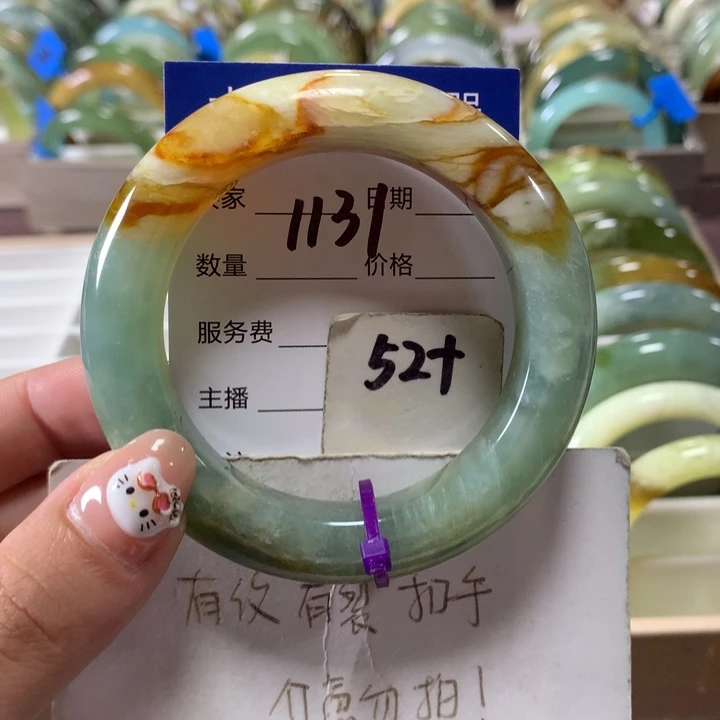 家 1131 日期
数量 价格
服务费
52+
主播
有纹 有裂 扣手
介意勿拍!